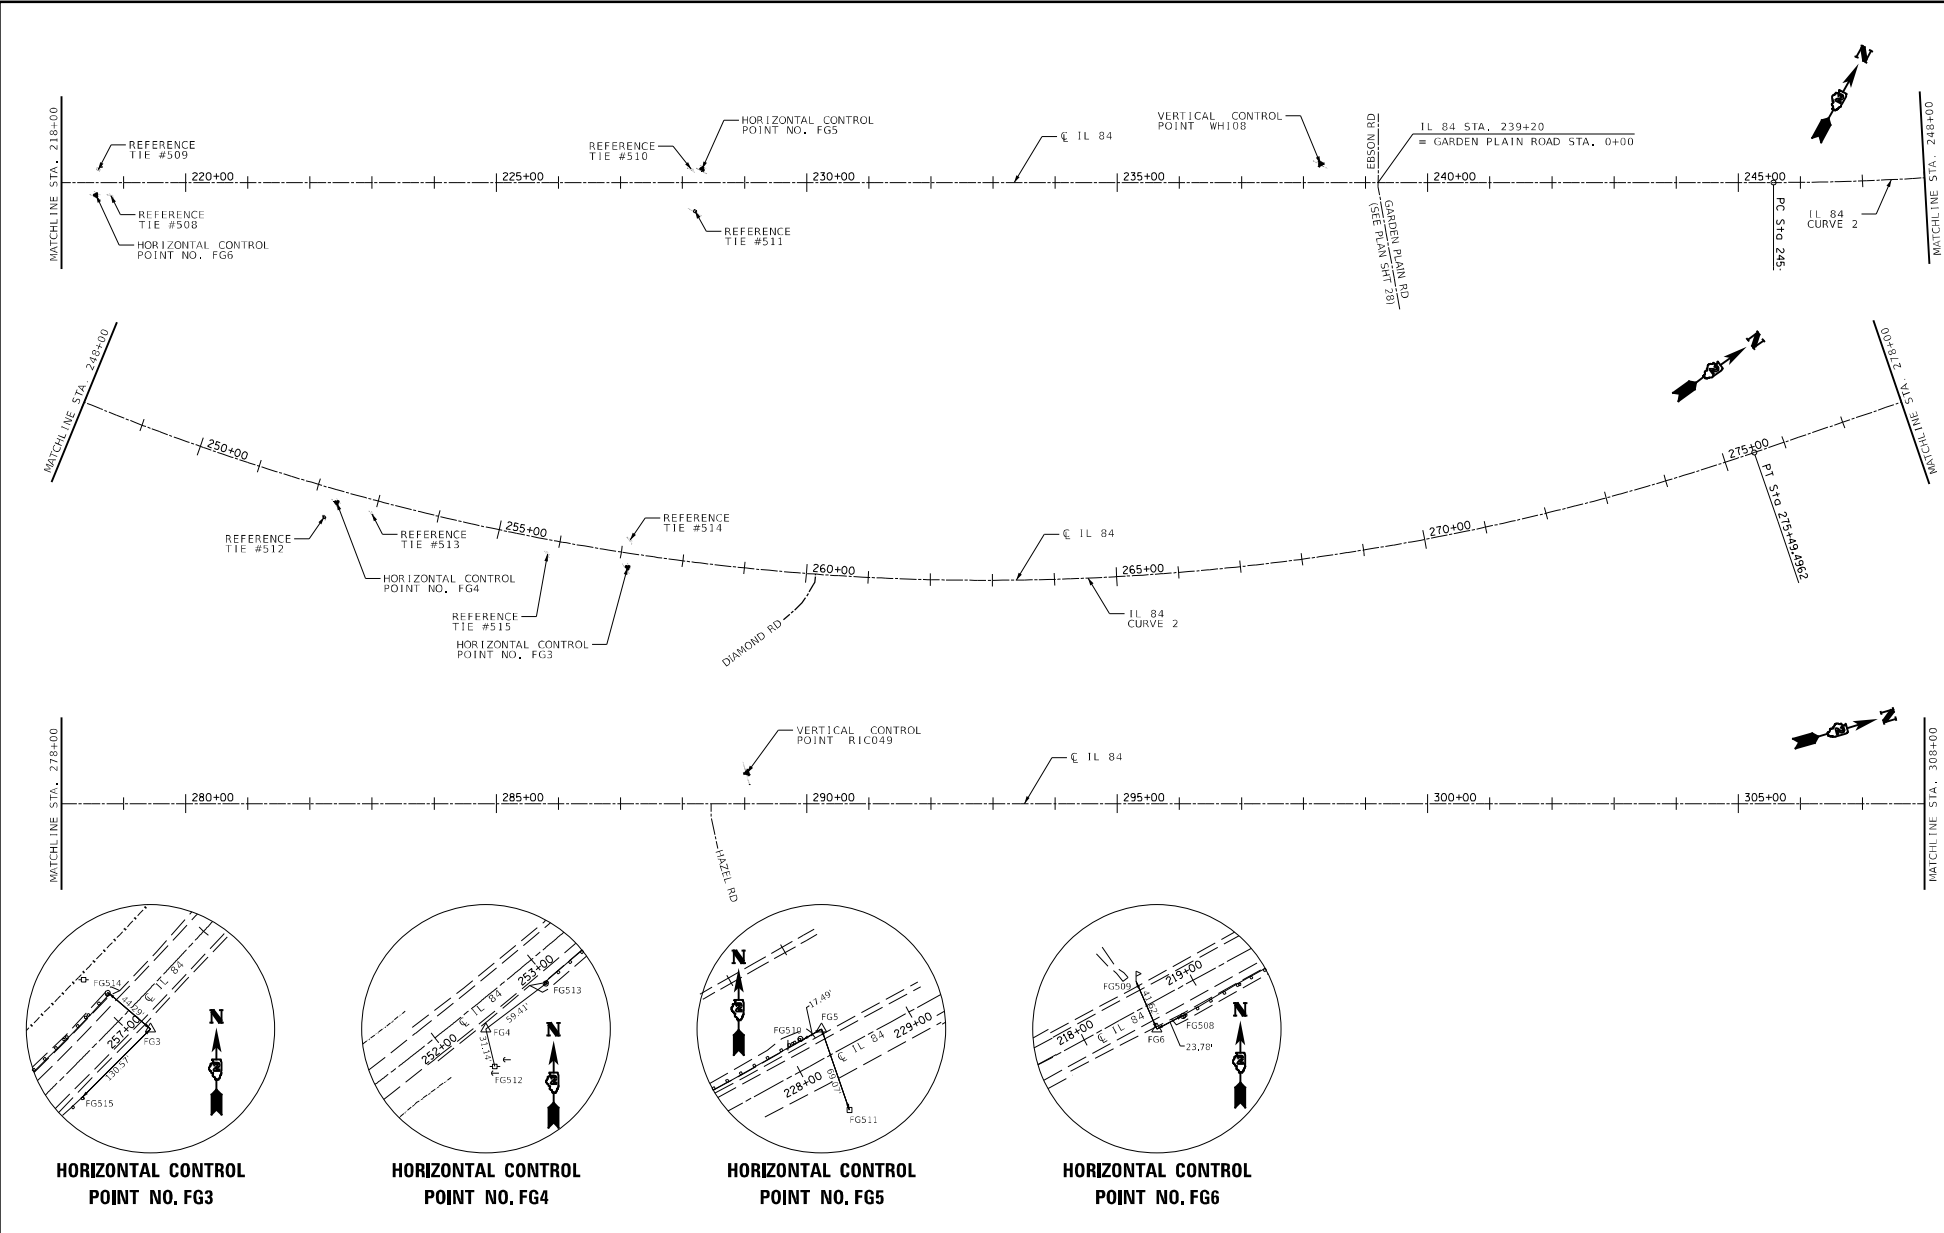 MATCHLINE STA. 218+00
REFERENCE
TIE #509
220+00
REFERENCE
TIE #508
HORIZONTAL CONTROL
POINT NO. FG6
225+00
REFERENCE
TIE #510
HORIZONTAL CONTROL
POINT NO. FG5
REFERENCE
TIE #511
230+00
℄ IL 84
235+00
VERTICAL CONTROL
POINT WHI08
EBSON RD
IL 84 STA. 239+20
= GARDEN PLAIN ROAD STA. 0+00
240+00
GARDEN PLAIN RD
(SEE PLAN SHT 28)
245+00
PC Sta 245
IL 84
CURVE 2
N
MATCHLINE STA. 248+00
MATCHLINE STA. 248+00
250+00
REFERENCE
TIE #512
REFERENCE
TIE #513
HORIZONTAL CONTROL
POINT NO. FG4
255+00
REFERENCE
TIE #514
REFERENCE
TIE #515
HORIZONTAL CONTROL
POINT NO. FG3
260+00
DIAMOND RD
℄ IL 84
265+00
IL 84
CURVE 2
270+00
275+00
PT Sta 275+49.4962
N
MATCHLINE STA. 278+00
MATCHLINE STA. 278+00
280+00
285+00
VERTICAL CONTROL
POINT RIC049
HAZEL RD
290+00
℄ IL 84
295+00
300+00
305+00
N
MATCHLINE STA. 308+00
FG514
℄ IL 84
257+00
FG3
130.57'
FG515
N
HORIZONTAL CONTROL
POINT NO. FG3
253+00
FG513
℄ IL 84
59.41'
FG4
252+00
31.14'
FG512
N
HORIZONTAL CONTROL
POINT NO. FG4
N
17.49'
FG510
FG5
229+00
℄ IL 84
228+00
69.07'
FG511
HORIZONTAL CONTROL
POINT NO. FG5
219+00
FG509
41.67'
218+00
℄ IL 84
FG508
FG6
23.78'
N
HORIZONTAL CONTROL
POINT NO. FG6